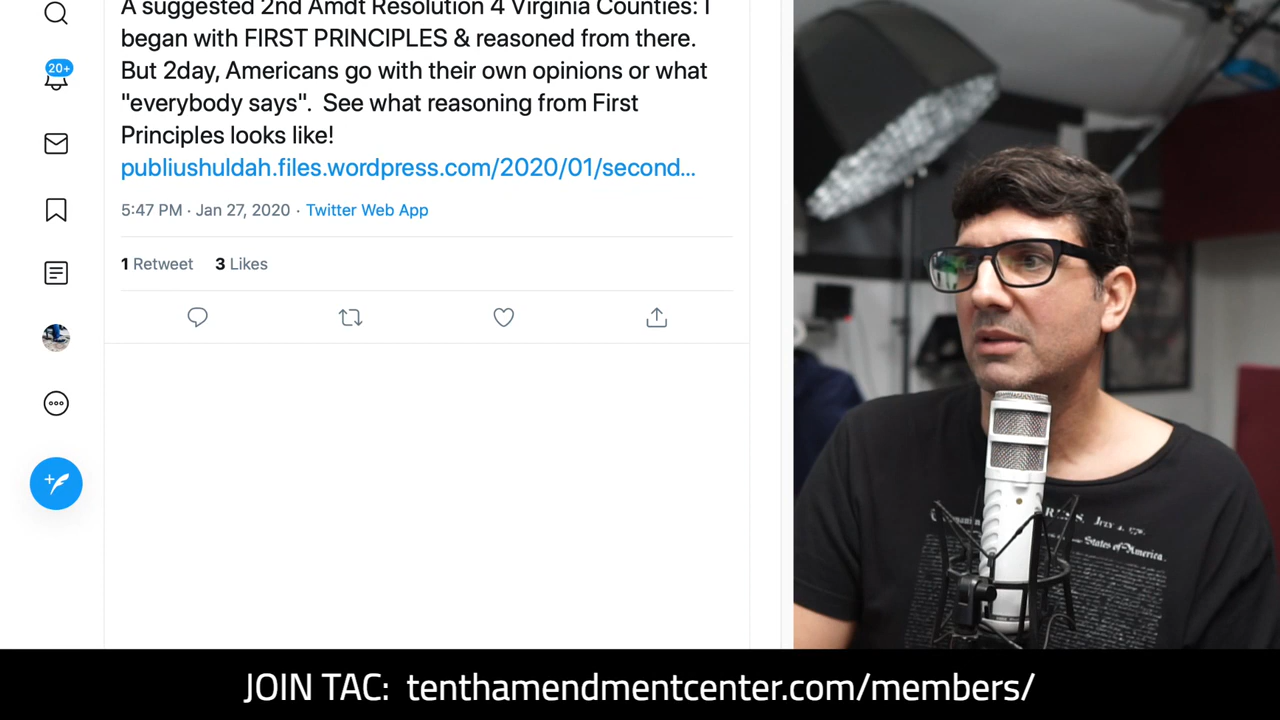 A suggested 2nd Amdt Resolution 4 Virginia Counties: I
began with FIRST PRINCIPLES & reasoned from there.
But 2day, Americans go with their own opinions or what
"everybody says".  See what reasoning from First
Principles looks like!
publiushuldah.files.wordpress.com/2020/01/second...
5:47 PM · Jan 27, 2020 · Twitter Web App
1 Retweet 3 Likes
20+
States of America
JOIN TAC: tenthamendmentcenter.com/members/